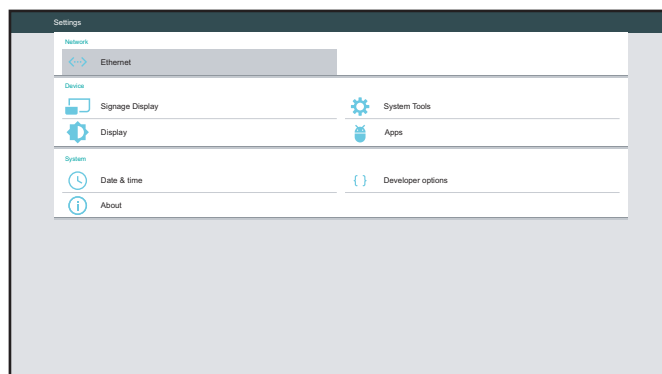 Settings
Network
Ethernet
Device
Signage Display
System Tools
Display
Apps
System
Date & time
Developer options
About